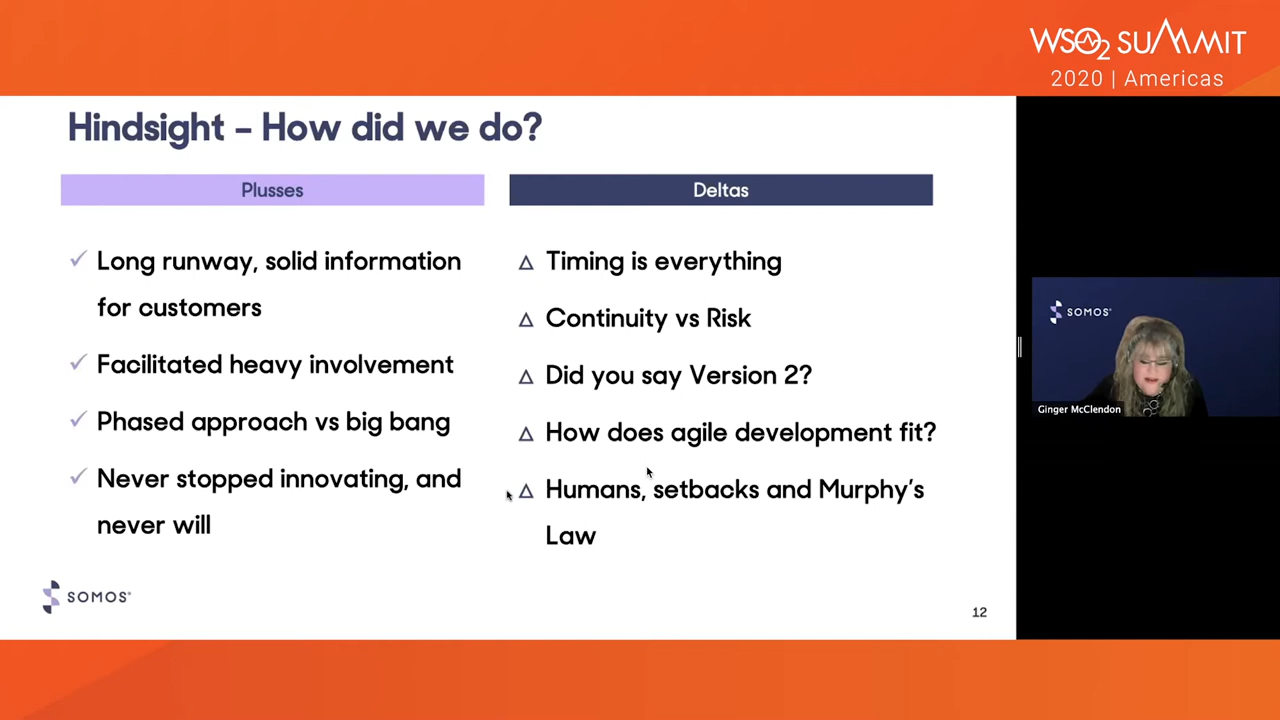 WSO2 SUMMIT
2020 | Americas
Hindsight – How did we do?
Plusses
Deltas
Long runway, solid information
for customers
Facilitated heavy involvement
Phased approach vs big bang
Never stopped innovating, and
never will
Timing is everything
Continuity vs Risk
Did you say Version 2?
How does agile development fit?
Humans, setbacks and Murphy's
Law
SOMOS
Ginger McClendon
SOMOS
12